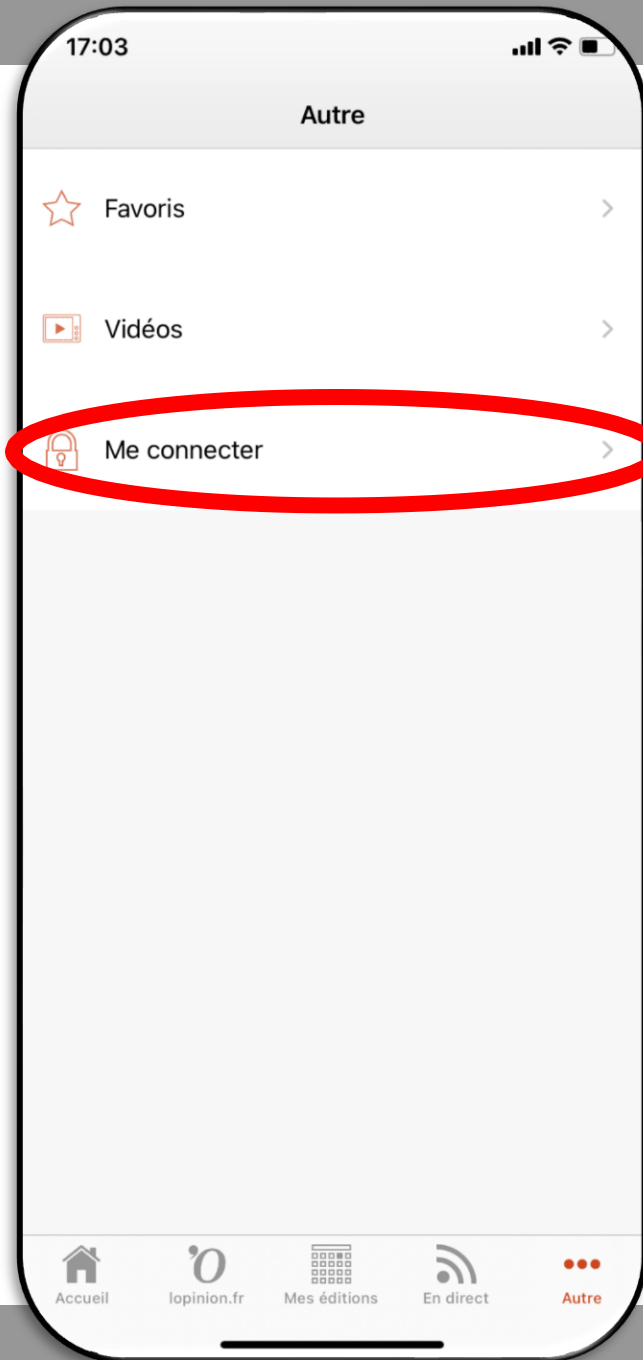 17:03
Autre
Favoris
Vidéos
Me connecter
Accueil
lopinion.fr
Mes éditions
En direct
Autre